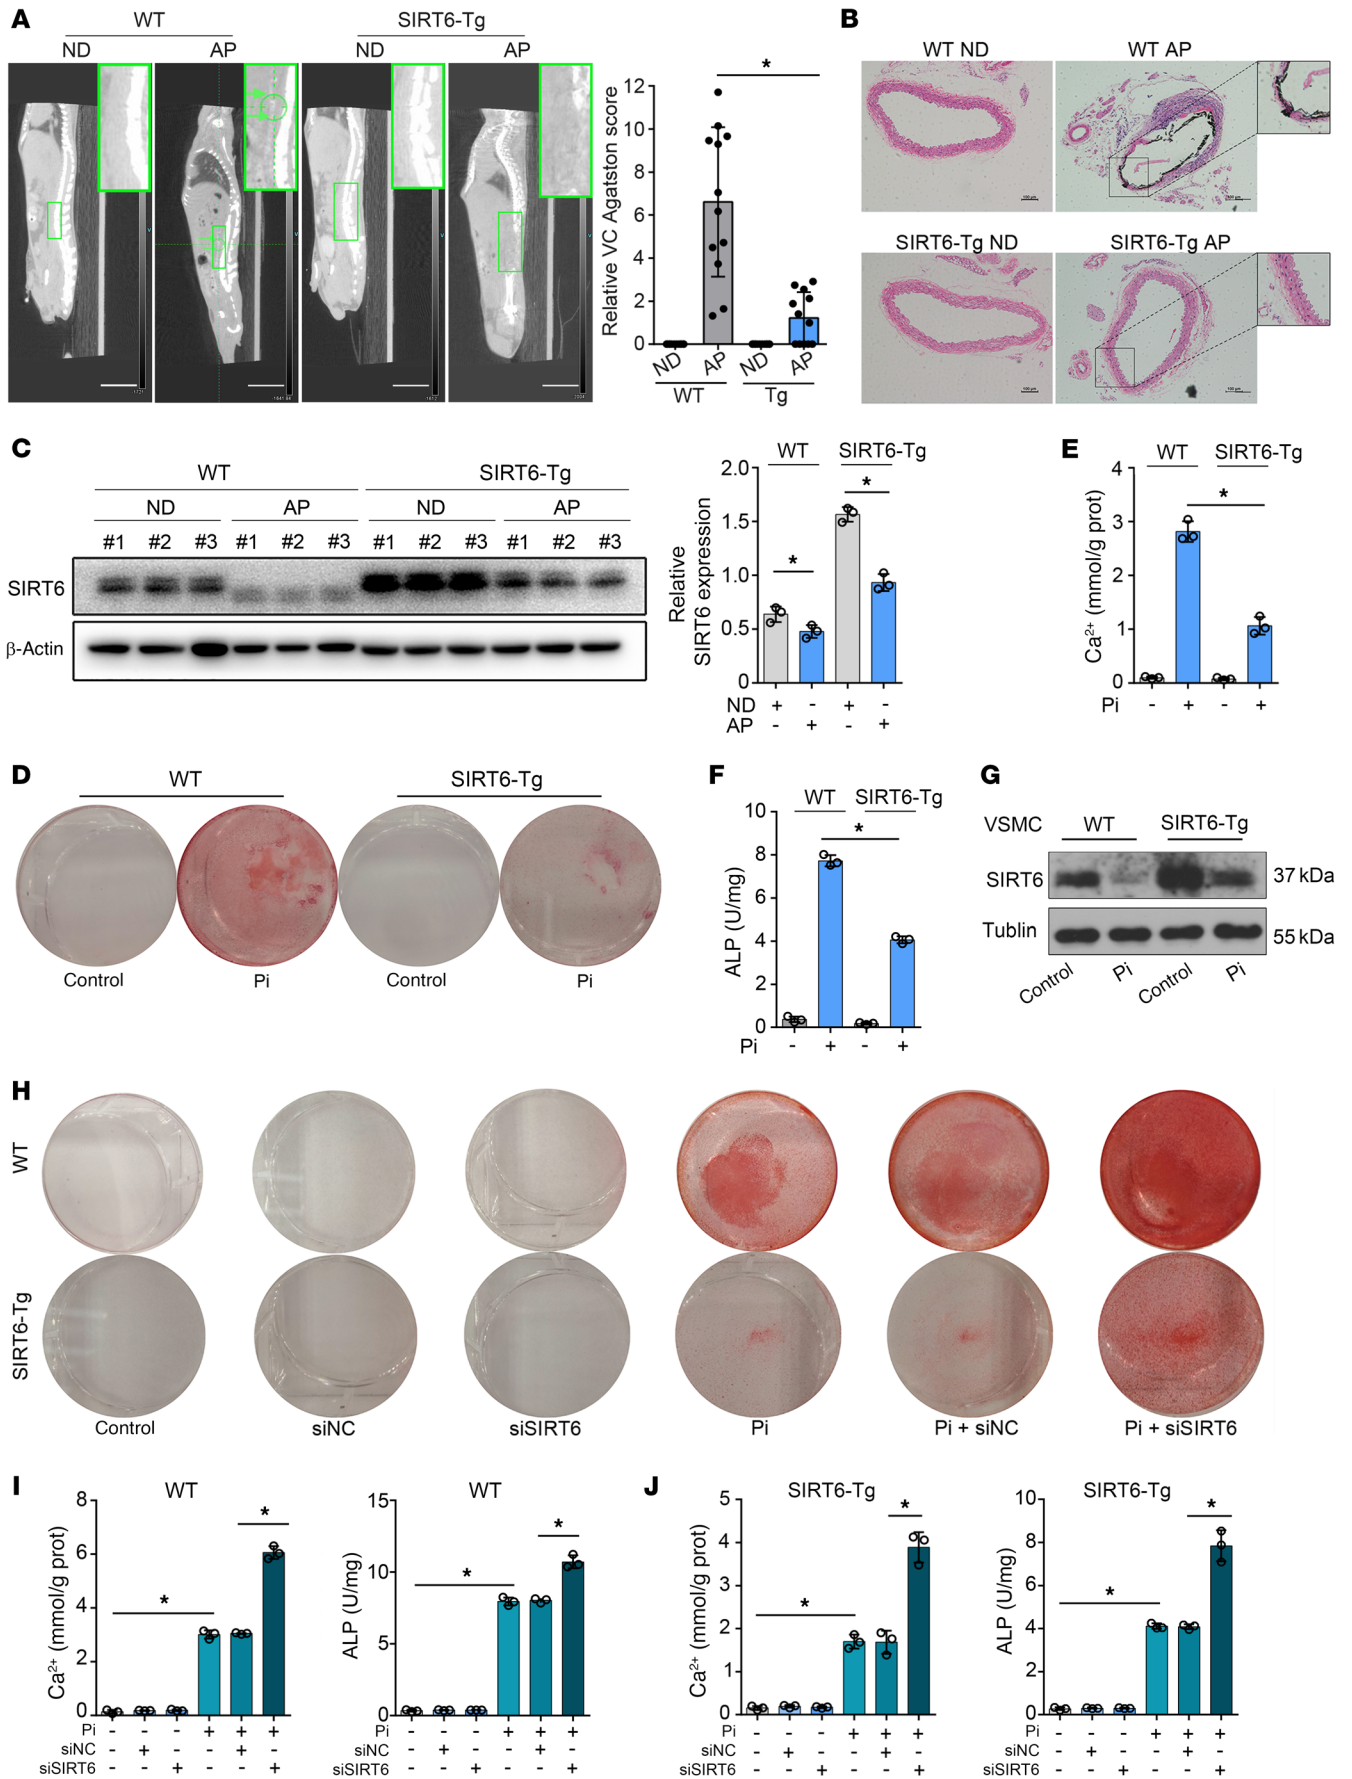 A
WT
SIRT6-Tg
ND
AP
ND
AP
Relative VC Agatston score
12
10
8
6
4
2
0
*
ND
AP
ND
AP
WT
Tg
B
WT ND
WT AP
SIRT6-Tg ND
SIRT6-Tg AP
100 μm
100 μm
100 μm
100 μm
C
WT
SIRT6-Tg
ND
AP
ND
AP
#1 #2 #3 #1 #2 #3 #1 #2 #3 #1 #2 #3
SIRT6
β-Actin
WT
SIRT6-Tg
Relative
SIRT6 expression
2.0
1.5
1.0
0.5
0
*
*
ND + - + -
AP - + - +
E
WT
SIRT6-Tg
Ca2+ (mmol/g prot)
4
3
2
1
0
*
Pi - + - +
D
WT
SIRT6-Tg
Control
Pi
Control
Pi
F
WT
SIRT6-Tg
ALP (U/mg)
10
8
6
4
2
0
*
Pi - + - +
G
VSMC
WT
SIRT6-Tg
SIRT6
37 kDa
Tublin
55 kDa
Control
Pi
Control
Pi
H
WT
SIRT6-Tg
Control
siNC
siSIRT6
Pi
Pi + siNC
Pi + siSIRT6
I
WT
Ca2+ (mmol/g prot)
8
6
4
2
0
*
*
Pi - - - + + +
siNC - + - - + -
siSIRT6 - - + - - +
WT
ALP (U/mg)
15
10
5
0
*
*
Pi - - - + + +
siNC - + - - + -
siSIRT6 - - + - - +
J
SIRT6-Tg
Ca2+ (mmol/g prot)
5
4
3
2
1
0
*
*
Pi - - - + + +
siNC - + - - + -
siSIRT6 - - + - - +
SIRT6-Tg
ALP (U/mg)
10
8
6
4
2
0
*
*
Pi - - - + + +
siNC - + - - + -
siSIRT6 - - + - - +